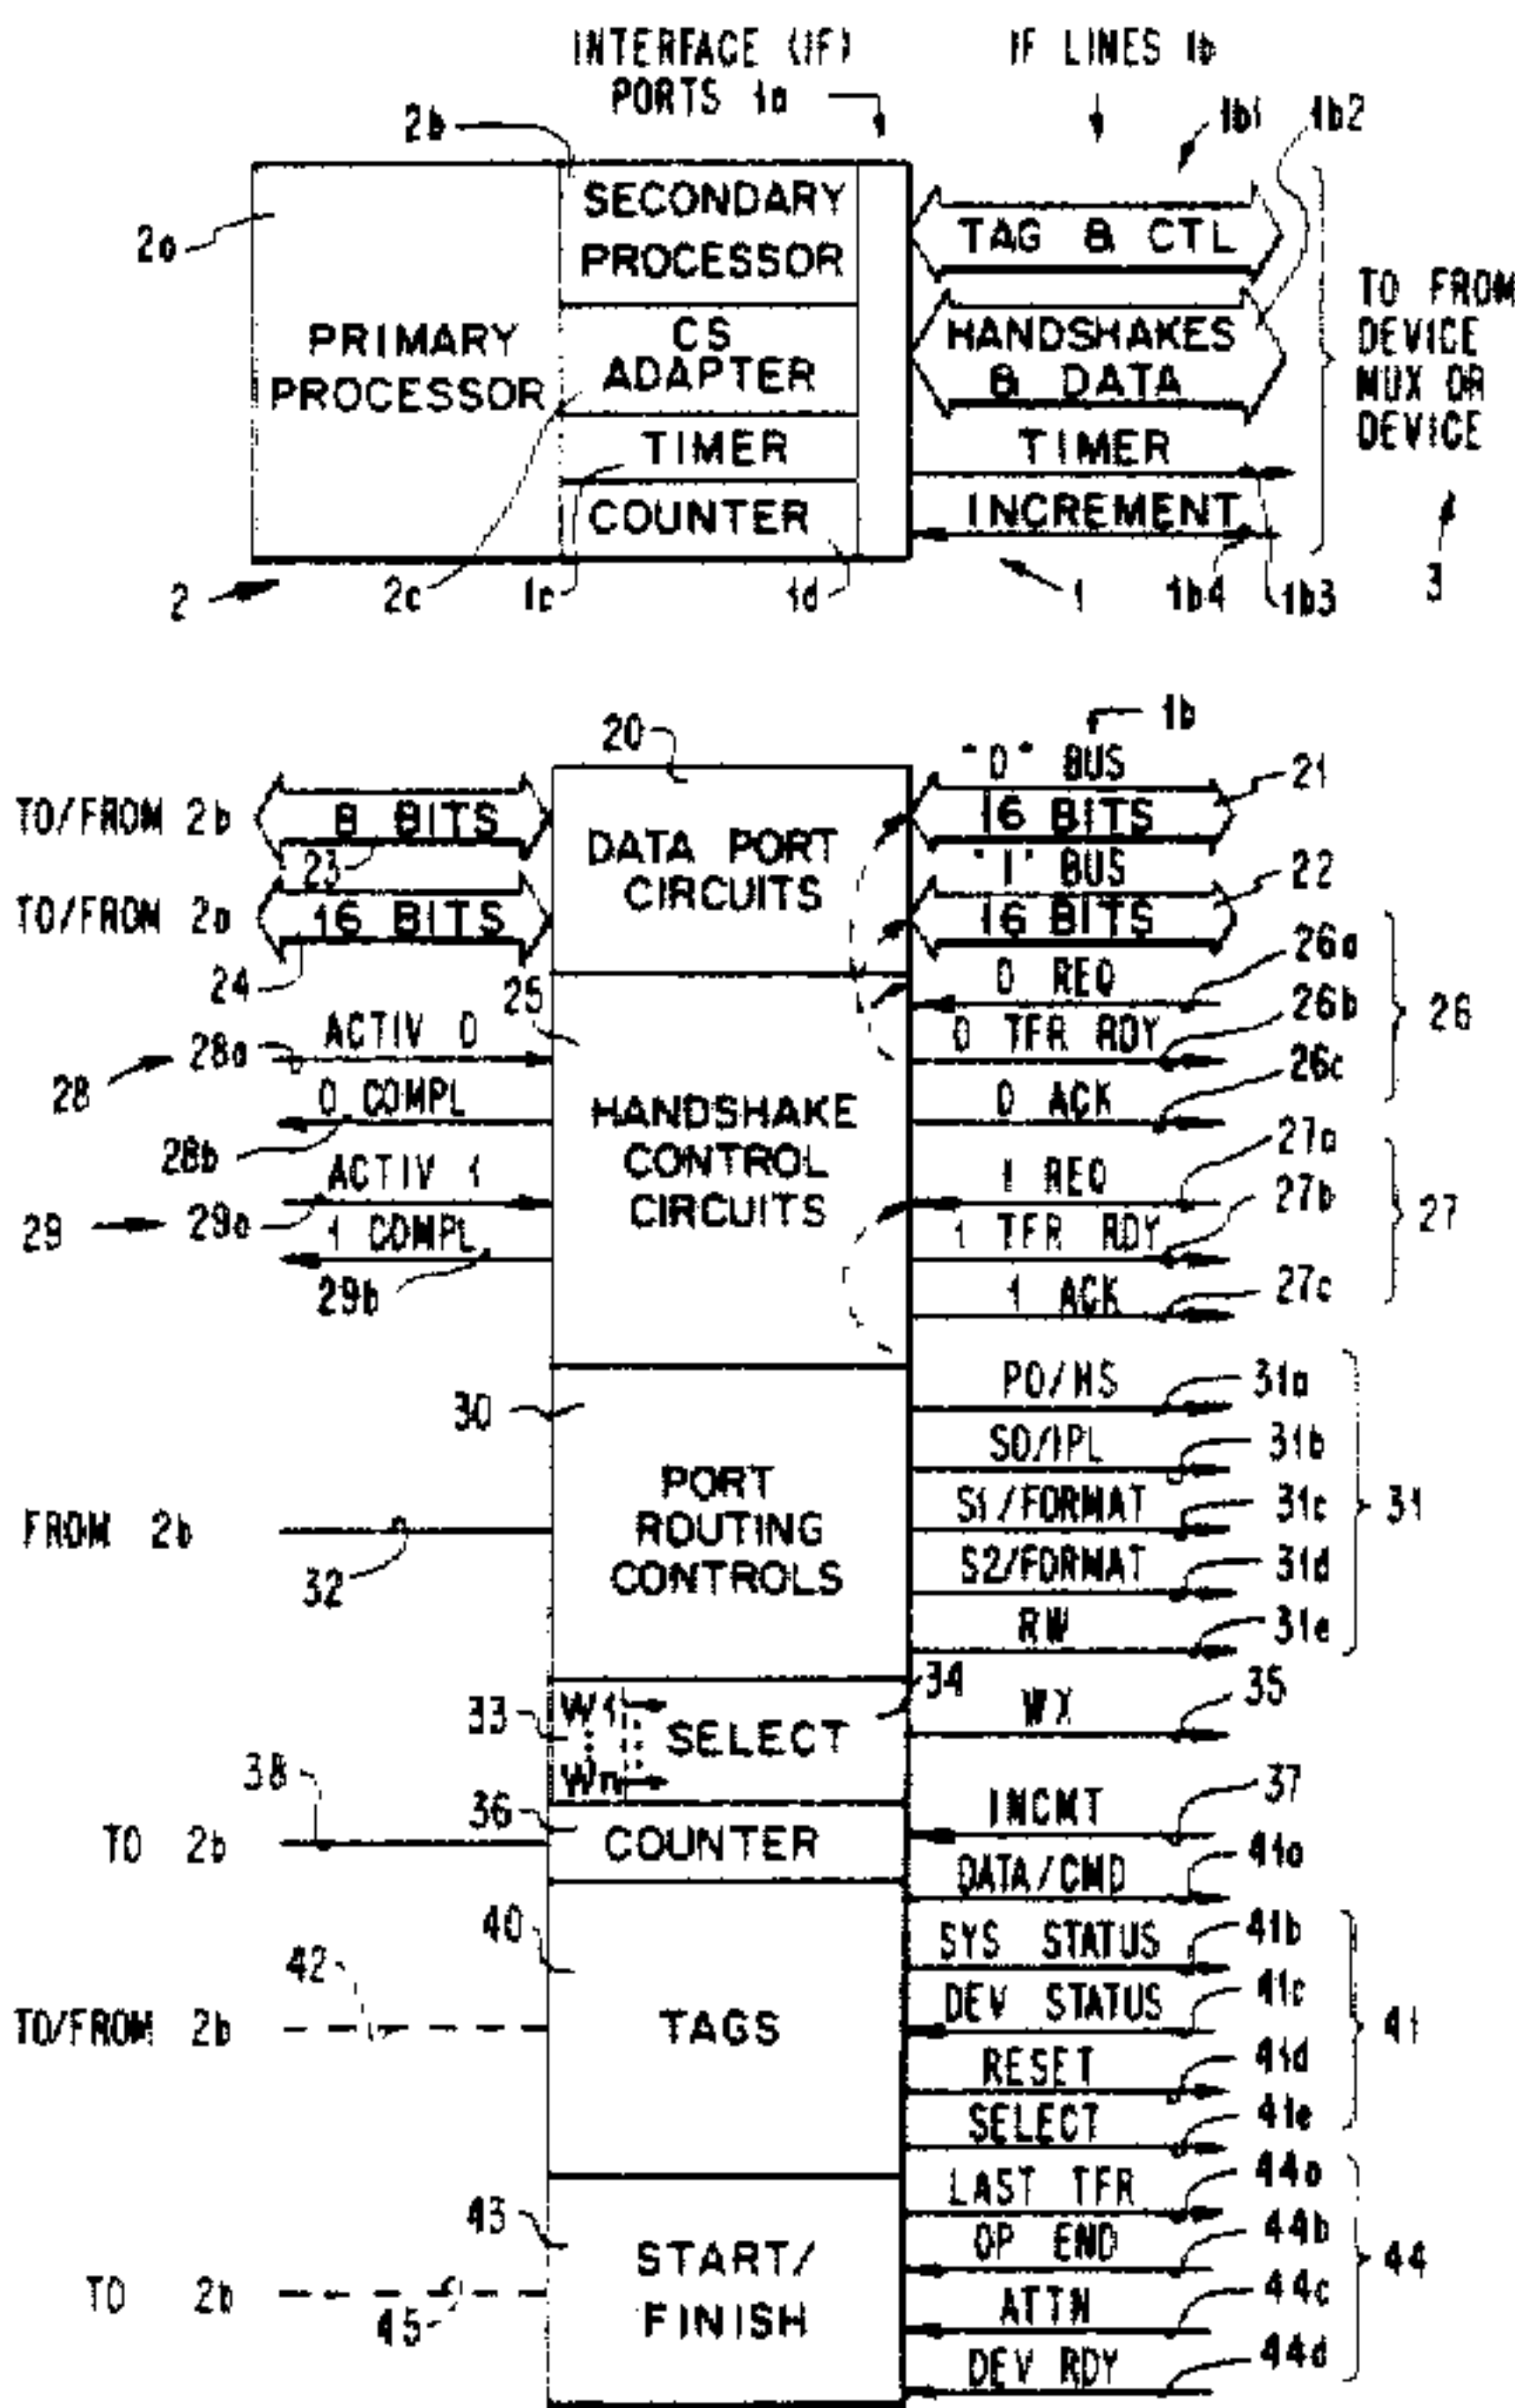 INTERFACE (IF)
PORTS 1a
IF LINES 1b
2b
1b1
1b2
2a
PRIMARY
PROCESSOR
SECONDARY
PROCESSOR
CS
ADAPTER
TIMER
COUNTER
TAG & CTL
HANDSHAKES
& DATA
TIMER
INCREMENT
TO FROM
DEVICE
MUX OR
DEVICE
2
2c
1c
1d
1
1b4
1b3
3
20
1b
"0" BUS
21
TO/FROM 2b
8 BITS
23
16 BITS
DATA PORT
CIRCUITS
"1" BUS
22
TO/FROM 2a
16 BITS
24
16 BITS
25
0 REQ
26a
0 TFR RDY
26b
26
0 ACK
26c
ACTIV 0
28
28a
0 COMPL
28b
HANDSHAKE
CONTROL
CIRCUITS
ACTIV 1
29
29a
1 COMPL
29b
1 REQ
27a
1 TFR RDY
27b
27
1 ACK
27c
30
PORT
ROUTING
CONTROLS
FROM 2b
32
PO/MS
31a
SO/IPL
31b
S1/FORMAT
31c
31
S2/FORMAT
31d
RW
31e
33
W1
Wn
SELECT
34
WX
35
38
36
TO 2b
COUNTER
INCMT
37
DATA/CMD
41a
40
TAGS
42
TO/FROM 2b
SYS STATUS
41b
DEV STATUS
41c
41
RESET
41d
SELECT
41e
43
START/
FINISH
TO 2b
45
LAST TFR
44a
OP END
44b
44
ATTN
44c
DEV RDY
44d